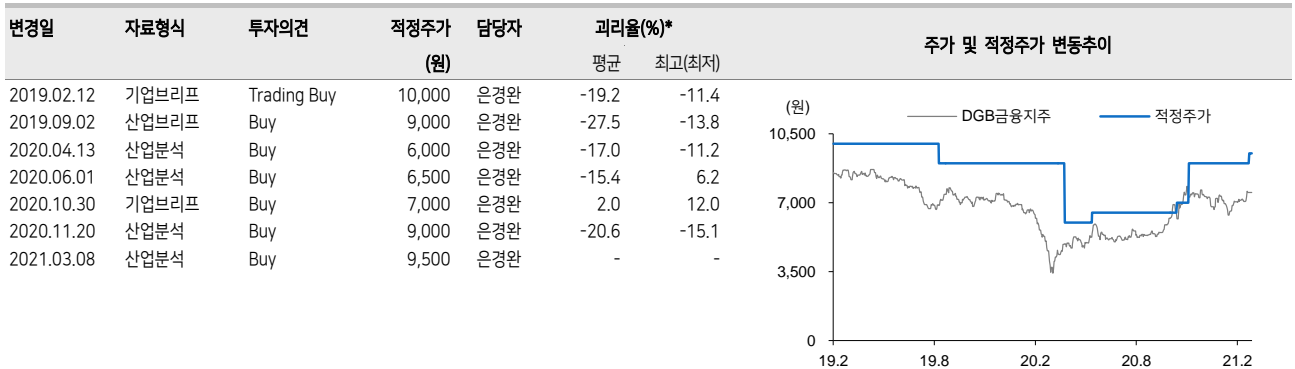 변경일 자료형식 투자의견 적정주가 담당자 괴리율(%)* 주가 및 적정주가 변동추이
(원) 평균 최고(최저)
2019.02.12 기업브리프 Trading Buy 10,000 은경완 -19.2 -11.4
2019.09.02 산업브리프 Buy 9,000 은경완 -27.5 -13.8
2020.04.13 산업분석 Buy 6,000 은경완 -17.0 -11.2
2020.06.01 산업분석 Buy 6,500 은경완 -15.4 6.2
2020.10.30 기업브리프 Buy 7,000 은경완 2.0 12.0
2020.11.20 산업분석 Buy 9,000 은경완 -20.6 -15.1
2021.03.08 산업분석 Buy 9,500 은경완 - -
(원)
DGB금융지주 적정주가
10,500
7,000
3,500
0
19.2 19.8 20.2 20.8 21.2